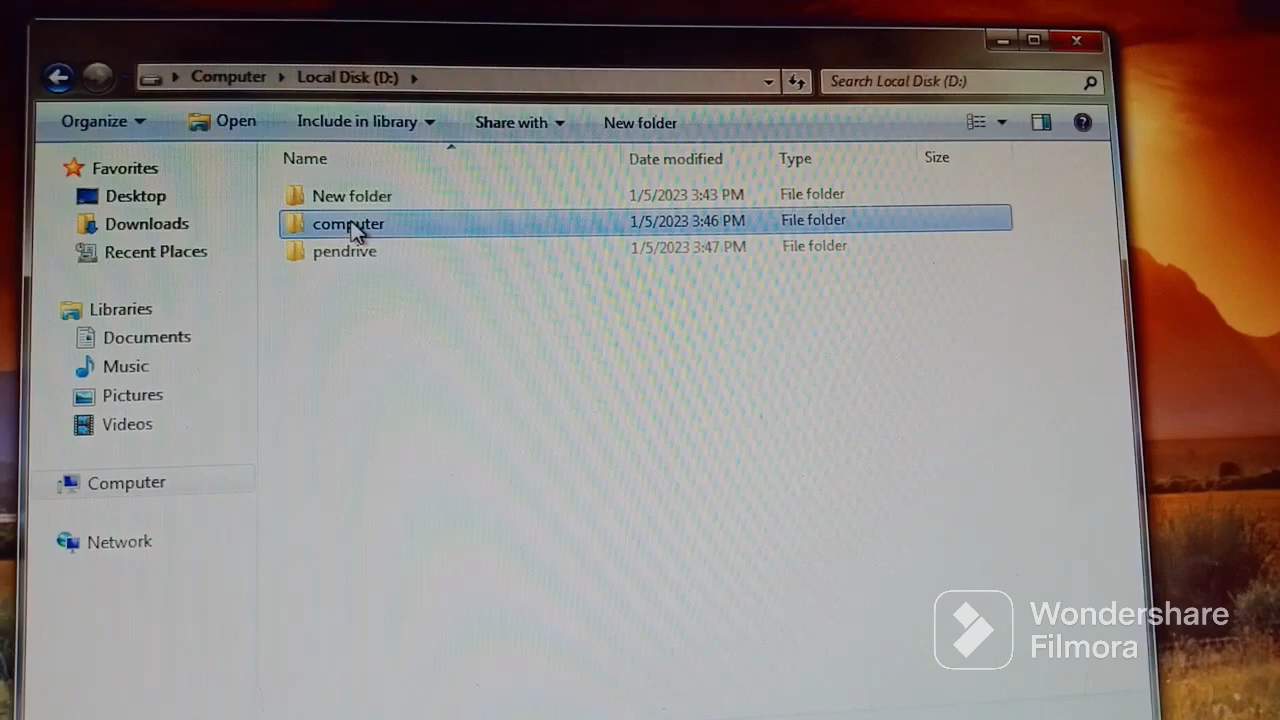 Computer Local Disk (D:)
Search Local Disk (D:)
Organize Open Include in library Share with New folder
Name Date modified Type Size
New folder 1/5/2023 3:43 PM File folder
computer 1/5/2023 3:46 PM File folder
pendrive 1/5/2023 3:47 PM File folder
Favorites
Desktop
Downloads
Recent Places
Libraries
Documents
Music
Pictures
Videos
Computer
Network
Wondershare
Filmora